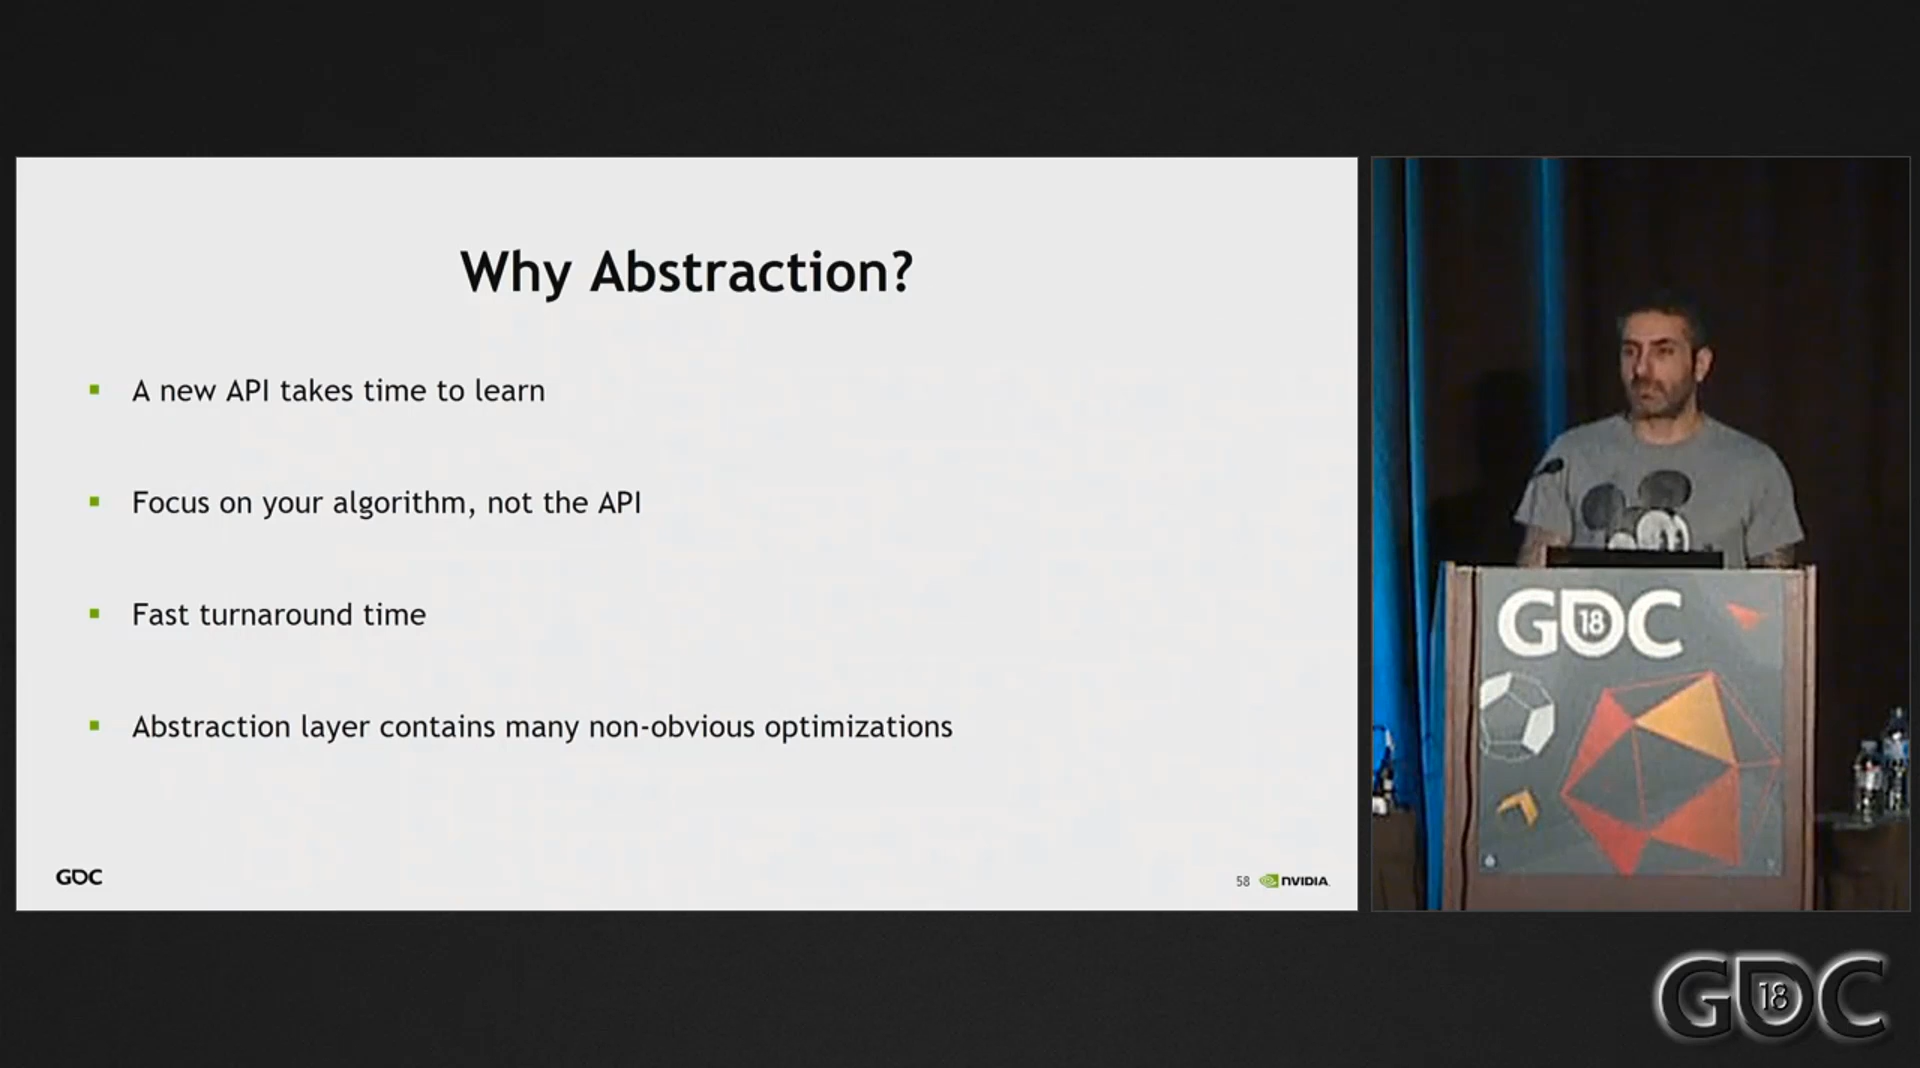 Why Abstraction?
A new API takes time to learn
Focus on your algorithm, not the API
Fast turnaround time
Abstraction layer contains many non-obvious optimizations
GDC
58 NVIDIA.
GDC
18
GDC
18